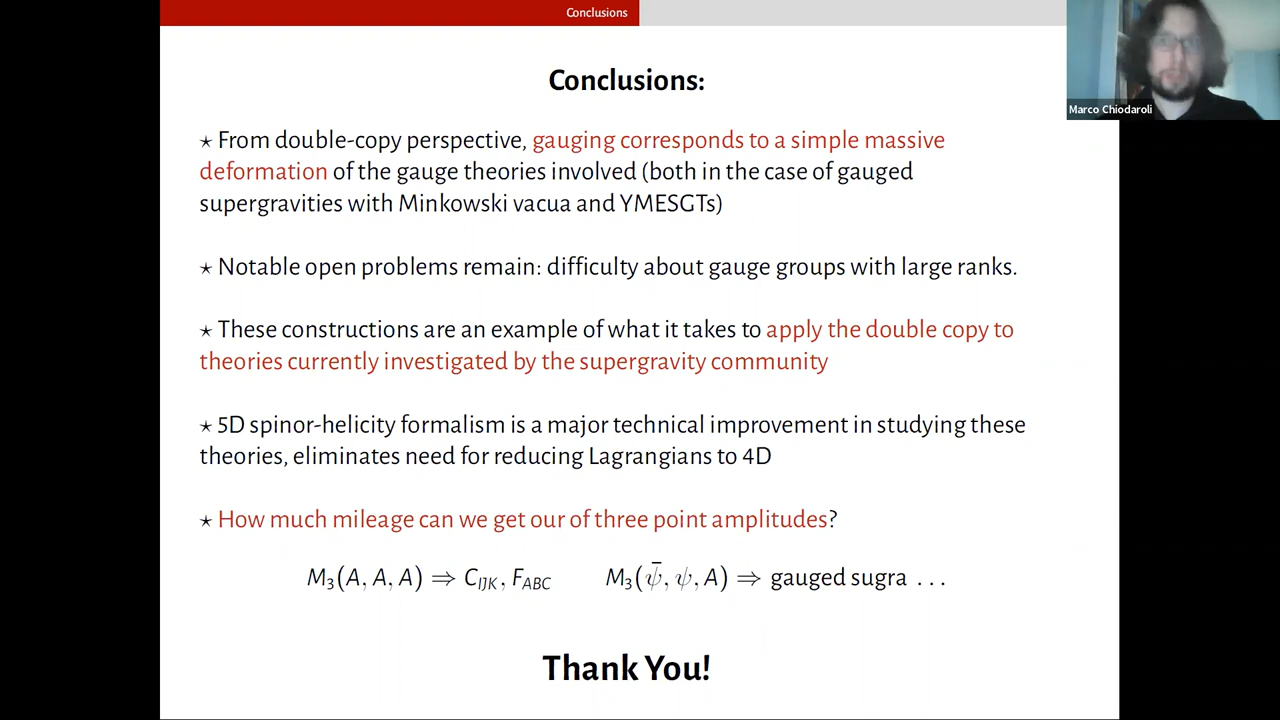 Conclusions
Conclusions:
⋆ From double-copy perspective, gauging corresponds to a simple massive
deformation of the gauge theories involved (both in the case of gauged
supergravities with Minkowski vacua and YMESGTs)
⋆ Notable open problems remain: difficulty about gauge groups with large ranks.
⋆ These constructions are an example of what it takes to apply the double copy to
theories currently investigated by the supergravity community
⋆ 5D spinor-helicity formalism is a major technical improvement in studying these
theories, eliminates need for reducing Lagrangians to 4D
⋆ How much mileage can we get our of three point amplitudes?
M₃(A, A, A) ⇒ C_{IJK}, F_{ABC}   M₃(ψ̄, ψ, A) ⇒ gauged sugra …
Thank You!
Marco Chiodaroli